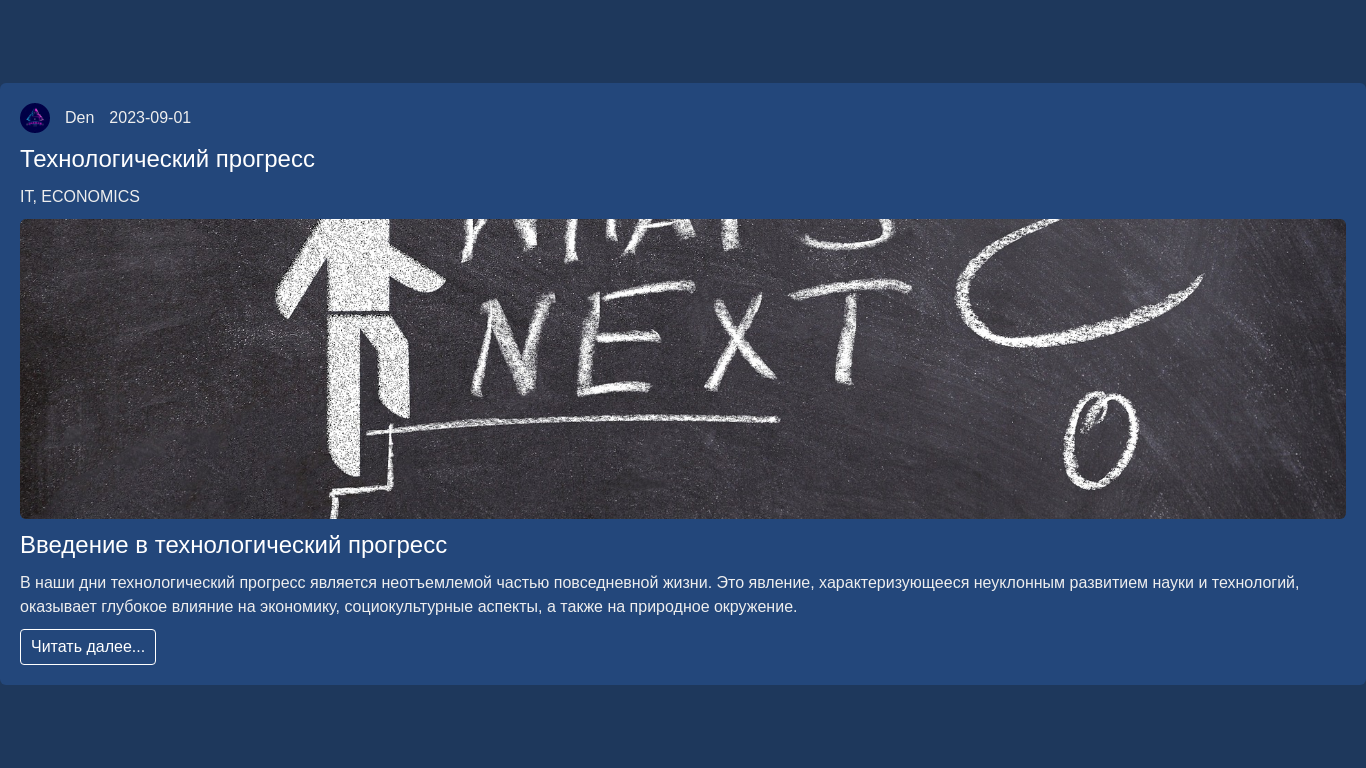 Den 2023-09-01
Технологический прогресс
IT, ECONOMICS
WHAT'S
NEXT
Введение в технологический прогресс
В наши дни технологический прогресс является неотъемлемой частью повседневной жизни. Это явление, характеризующееся неуклонным развитием науки и технологий,
оказывает глубокое влияние на экономику, социокультурные аспекты, а также на природное окружение.
Читать далее...